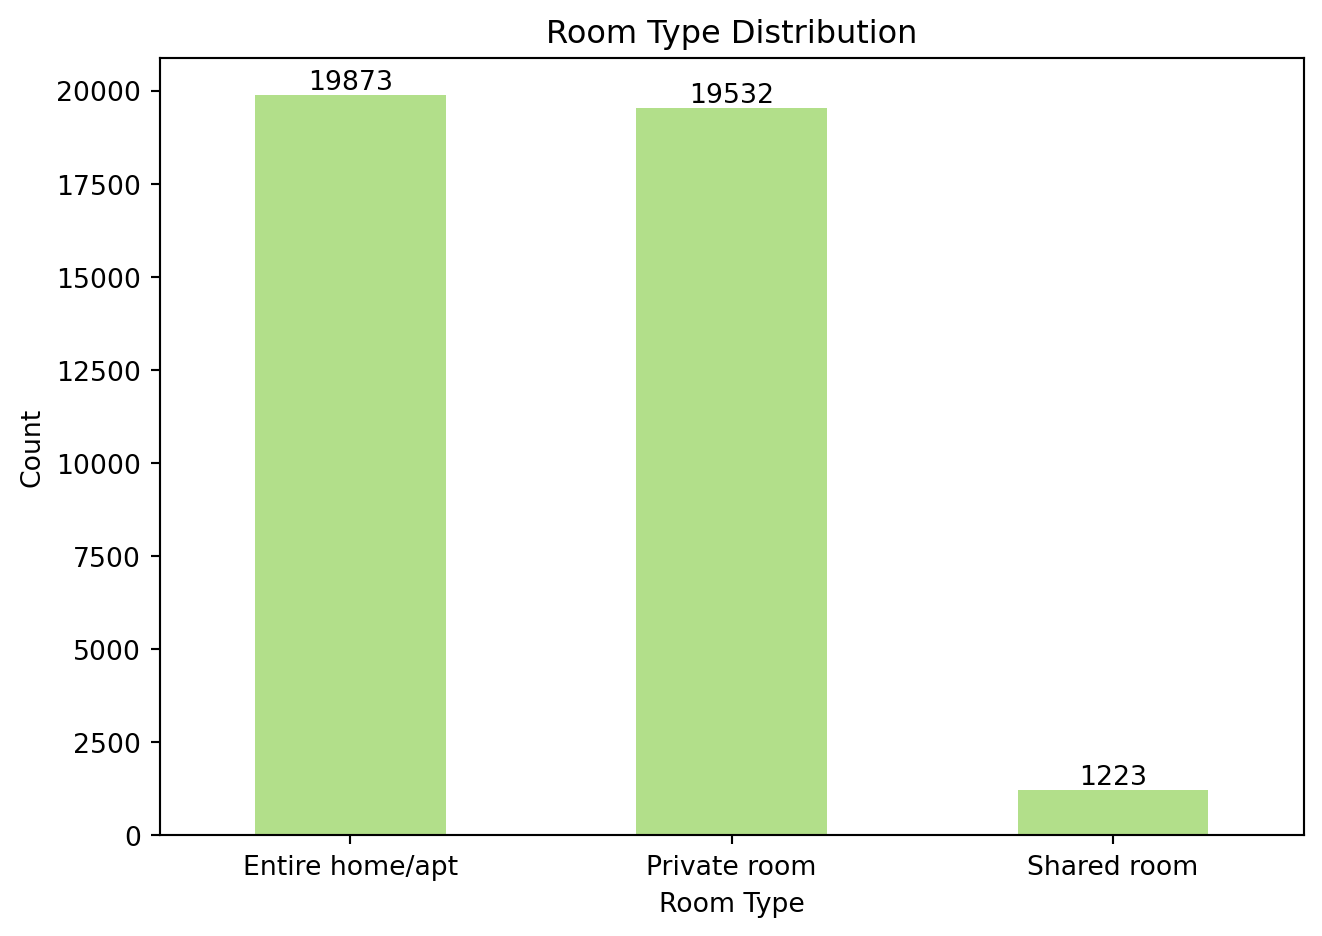 Room Type Distribution
19873
19532
1223
20000
17500
15000
12500
10000
7500
5000
2500
0
Count
Entire home/apt
Private room
Shared room
Room Type